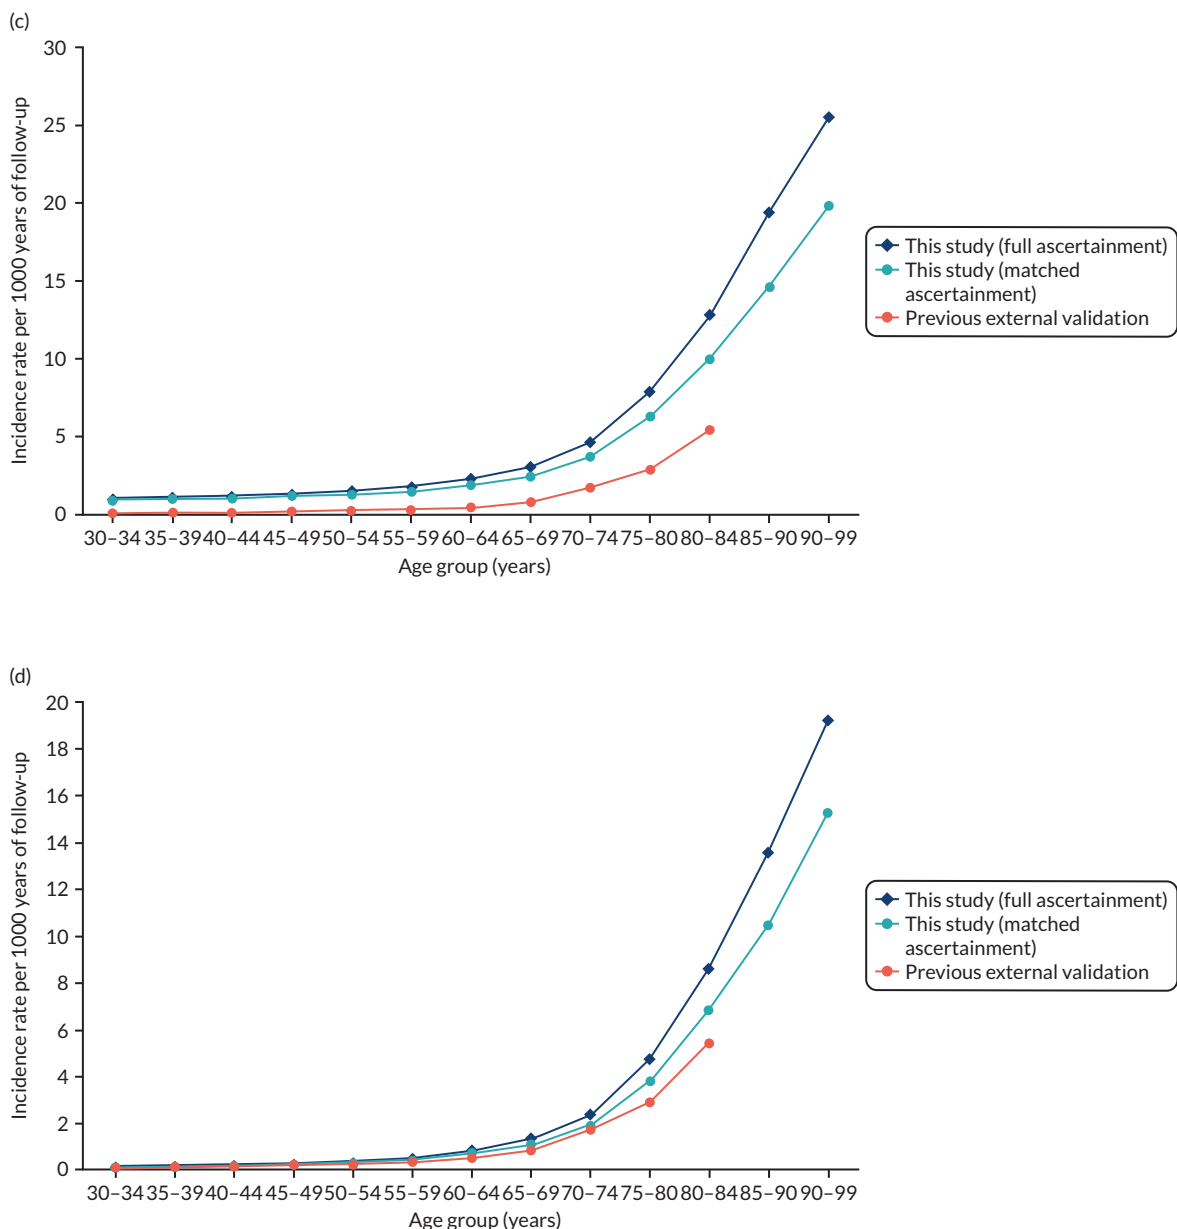 (c)
30
25
20
15
10
5
0
Incidence rate per 1000 years of follow-up
30–34 35–39 40–44 45–49 50–54 55–59 60–64 65–69 70–74 75–80 80–84 85–90 90–99
Age group (years)
This study (full ascertainment)
This study (matched
ascertainment)
Previous external validation
(d)
20
18
16
14
12
10
8
6
4
2
0
Incidence rate per 1000 years of follow-up
30–34 35–39 40–44 45–49 50–54 55–59 60–64 65–69 70–74 75–80 80–84 85–90 90–99
Age group (years)
This study (full ascertainment)
This study (matched
ascertainment)
Previous external validation